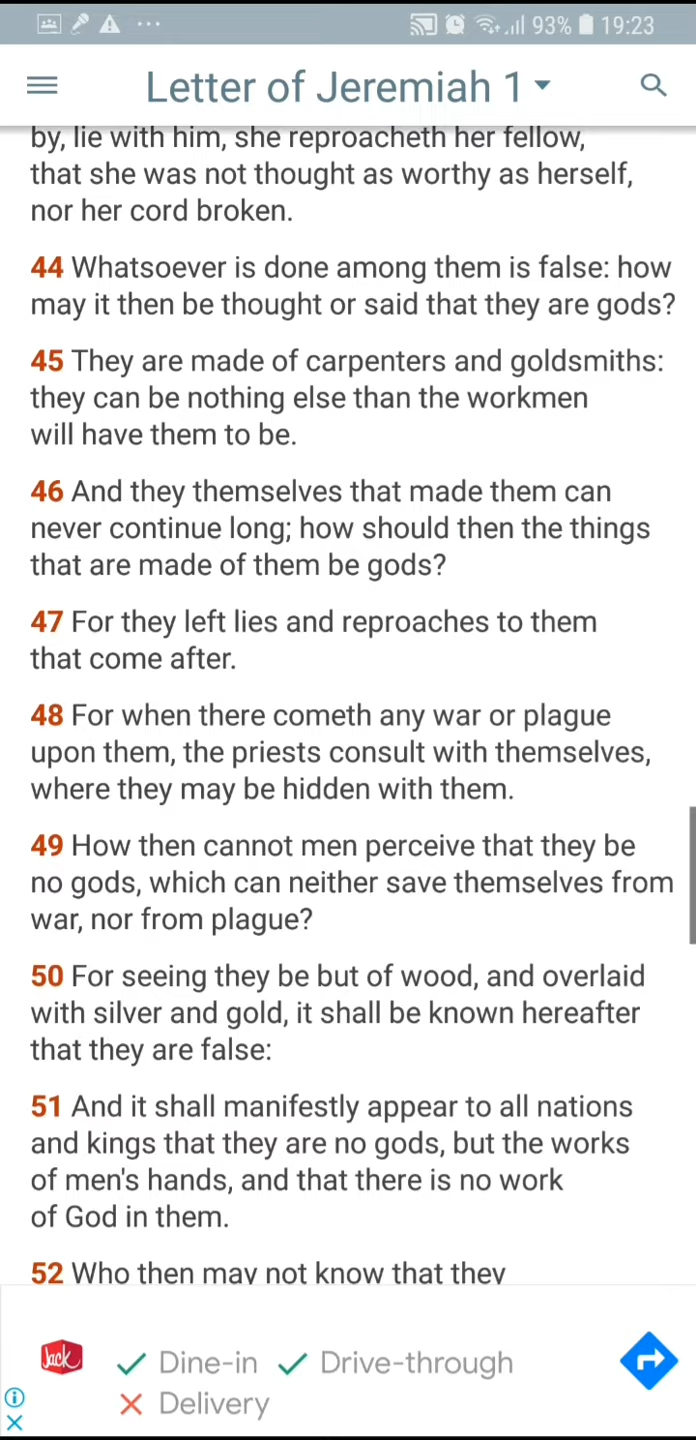 93% 19:23
Letter of Jeremiah 1
by, lie with him, she reproacheth her fellow,
that she was not thought as worthy as herself,
nor her cord broken.
44 Whatsoever is done among them is false: how
may it then be thought or said that they are gods?
45 They are made of carpenters and goldsmiths:
they can be nothing else than the workmen
will have them to be.
46 And they themselves that made them can
never continue long; how should then the things
that are made of them be gods?
47 For they left lies and reproaches to them
that come after.
48 For when there cometh any war or plague
upon them, the priests consult with themselves,
where they may be hidden with them.
49 How then cannot men perceive that they be
no gods, which can neither save themselves from
war, nor from plague?
50 For seeing they be but of wood, and overlaid
with silver and gold, it shall be known hereafter
that they are false:
51 And it shall manifestly appear to all nations
and kings that they are no gods, but the works
of men's hands, and that there is no work
of God in them.
52 Who then may not know that they
Jack
Dine-in Drive-through
Delivery